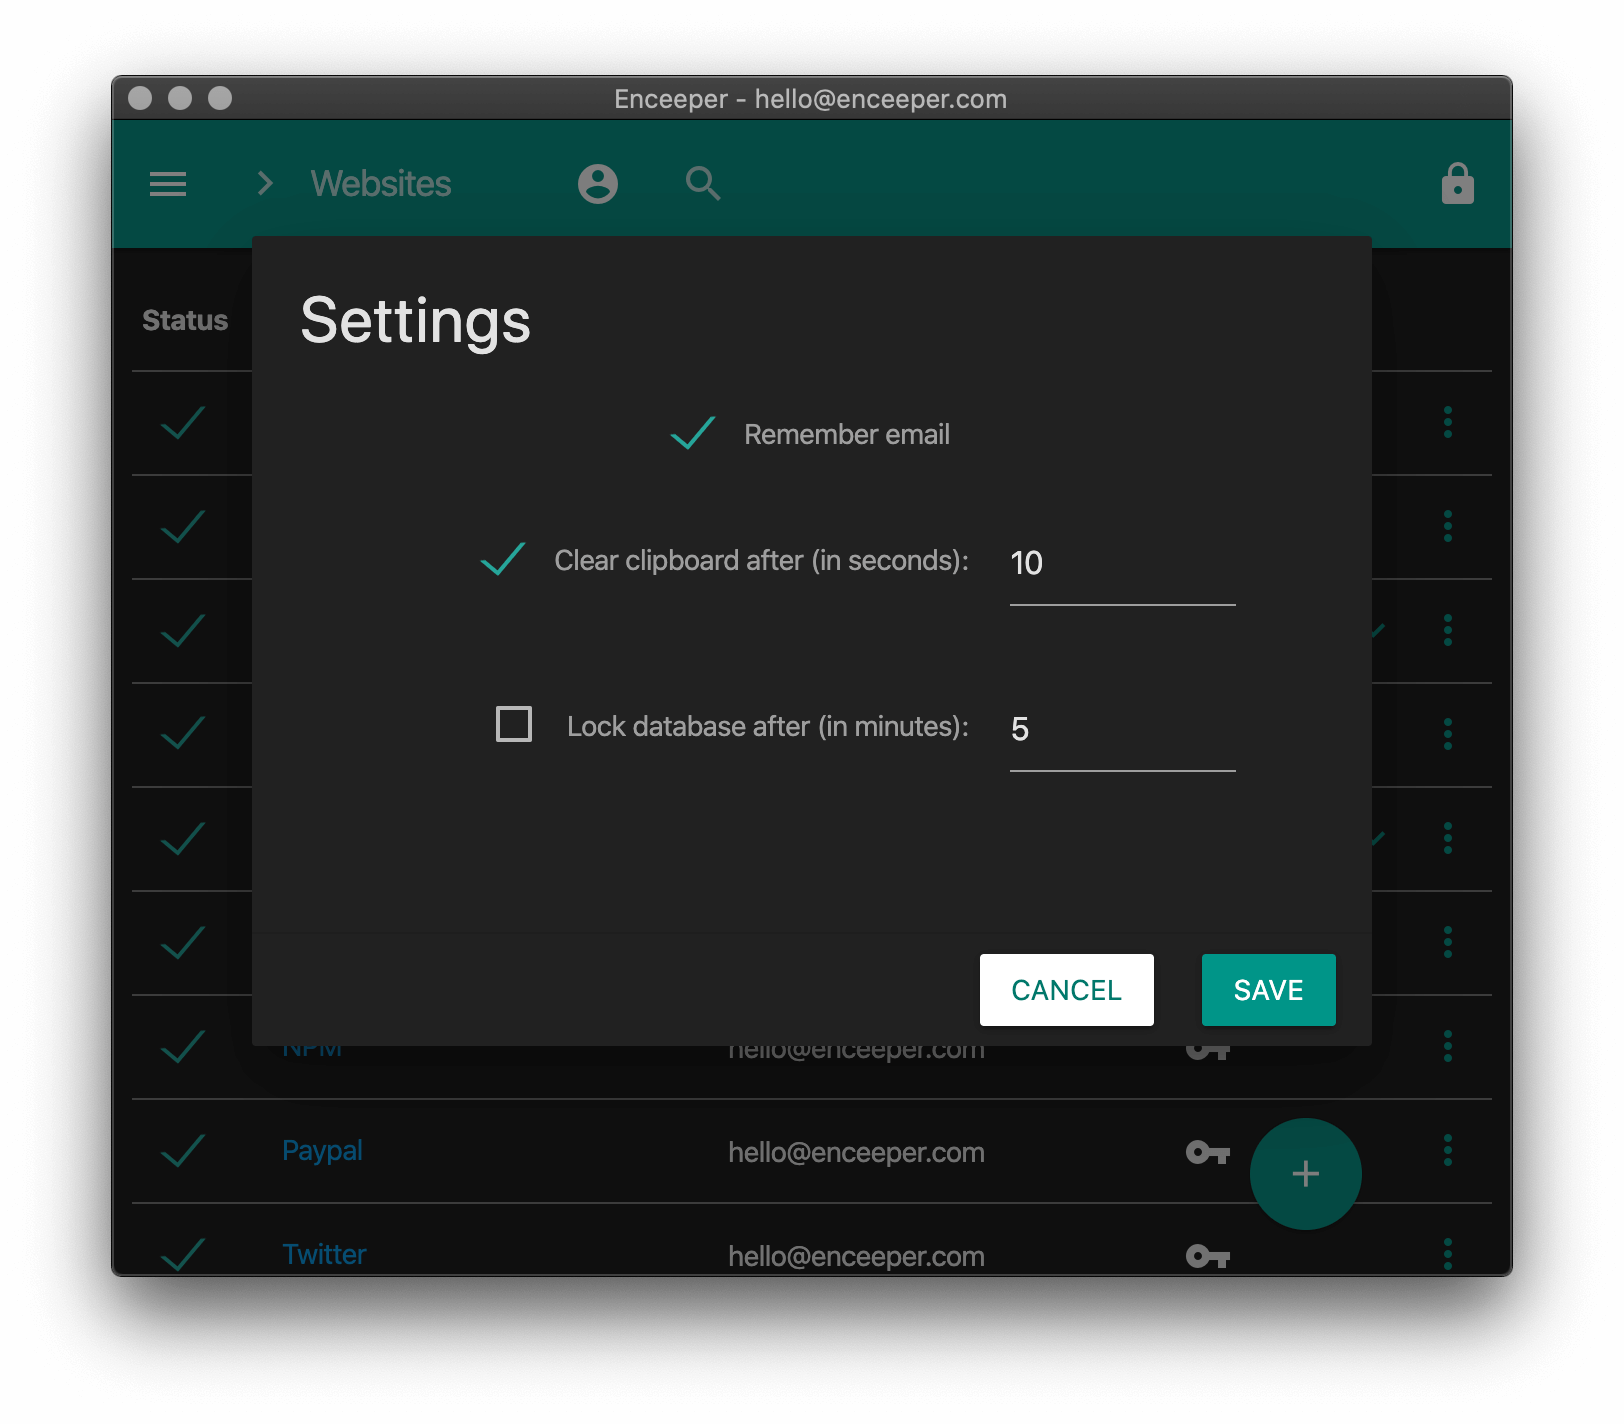 Enceeper - hello@enceeper.com
Websites
Status
Settings
Remember email
Clear clipboard after (in seconds): 10
Lock database after (in minutes): 5
CANCEL SAVE
NPM hello@enceeper.com
Paypal hello@enceeper.com
Twitter hello@enceeper.com